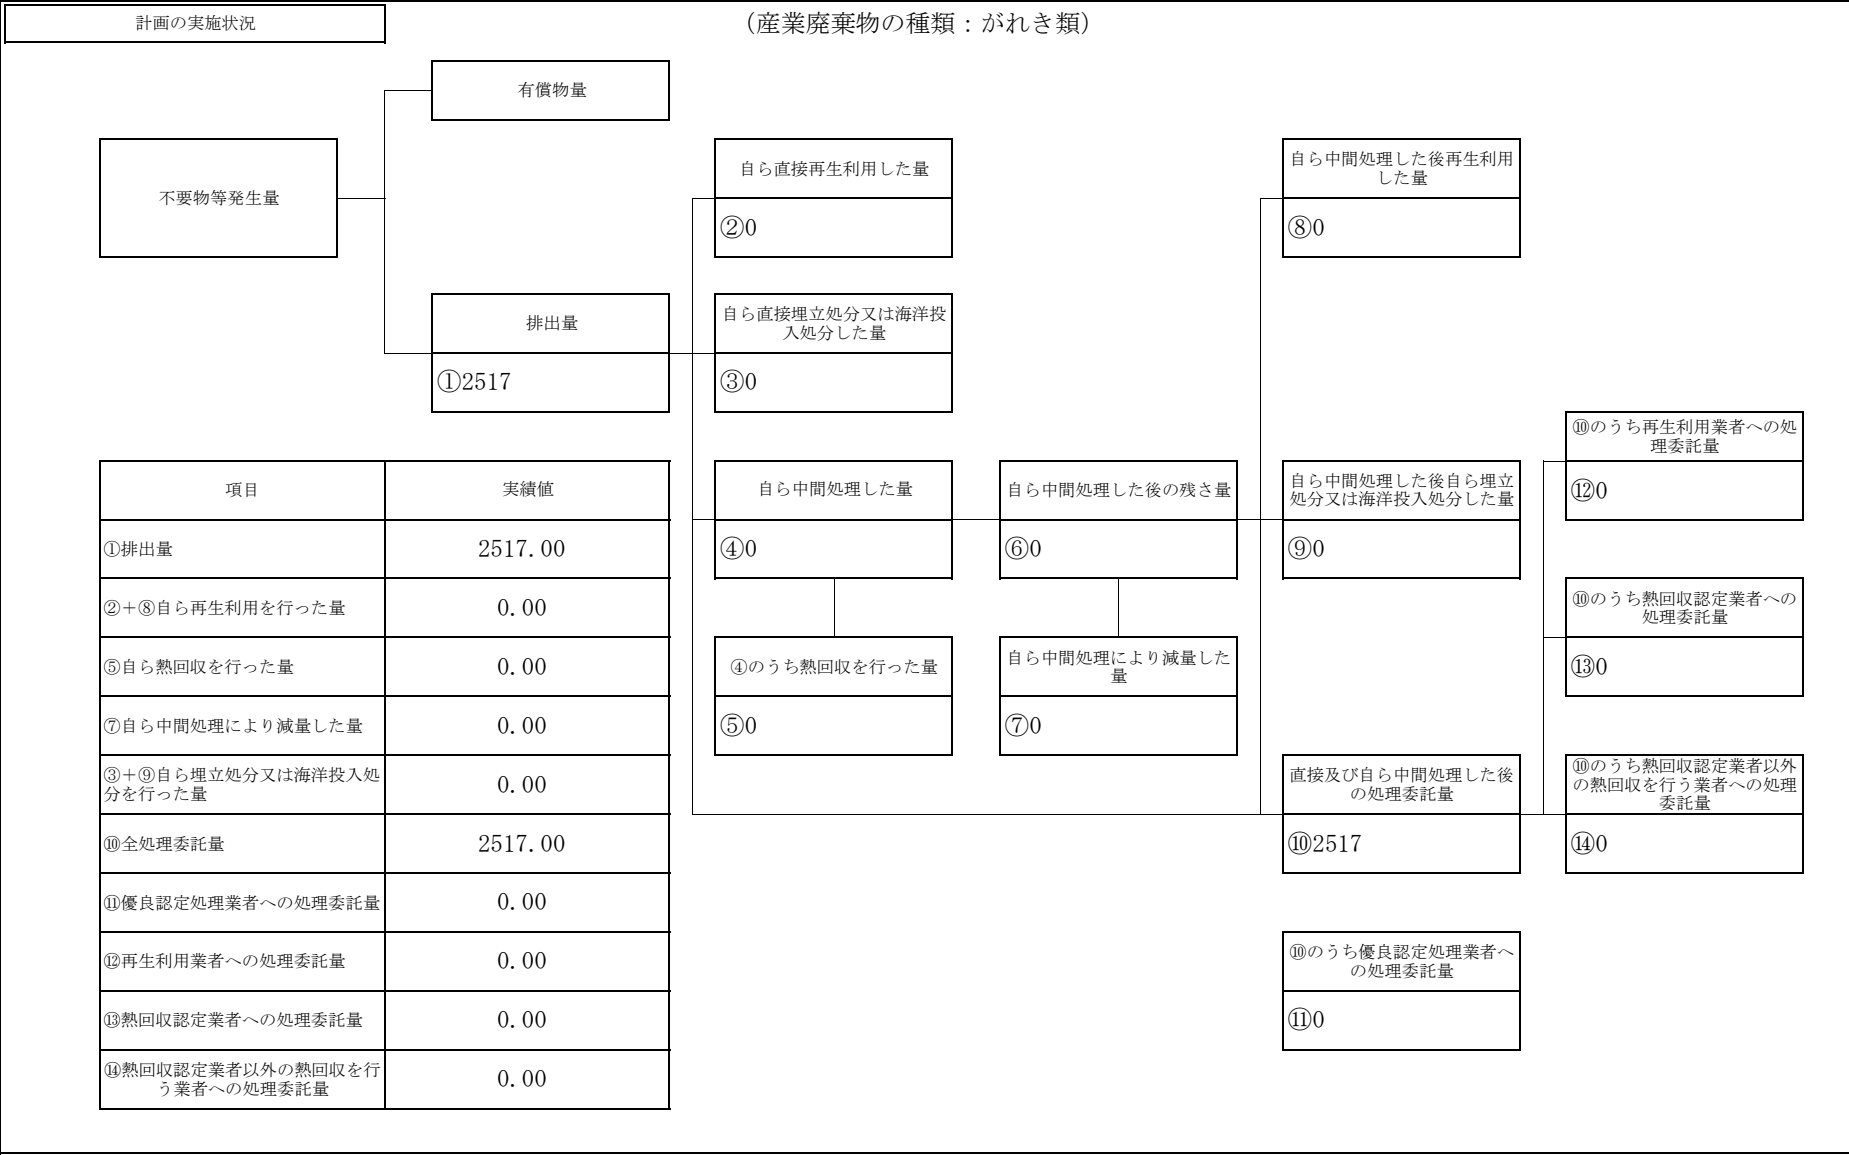 計画の実施状況
（産業廃棄物の種類：がれき類）
有償物量
不要物等発生量
自ら直接再生利用した量
②0
自ら中間処理した後再生利用
した量
⑧0
排出量
①2517
自ら直接埋立処分又は海洋投
入処分した量
③0
⑩のうち再生利用業者への処
理委託量
⑫0
自ら中間処理した量
④0
自ら中間処理した後の残さ量
⑥0
自ら中間処理した後自ら埋立
処分又は海洋投入処分した量
⑨0
⑩のうち熱回収認定業者への
処理委託量
⑬0
④のうち熱回収を行った量
⑤0
自ら中間処理により減量した
量
⑦0
直接及び自ら中間処理した後
の処理委託量
⑩2517
⑩のうち熱回収認定業者以外
の熱回収を行う業者への処理
委託量
⑭0
⑩のうち優良認定処理業者へ
の処理委託量
⑪0
項目 実績値
①排出量 2517.00
②＋⑧自ら再生利用を行った量 0.00
⑤自ら熱回収を行った量 0.00
⑦自ら中間処理により減量した量 0.00
③＋⑨自ら埋立処分又は海洋投入処
分を行った量 0.00
⑩全処理委託量 2517.00
⑪優良認定処理業者への処理委託量 0.00
⑫再生利用業者への処理委託量 0.00
⑬熱回収認定業者への処理委託量 0.00
⑭熱回収認定業者以外の熱回収を行
う業者への処理委託量 0.00